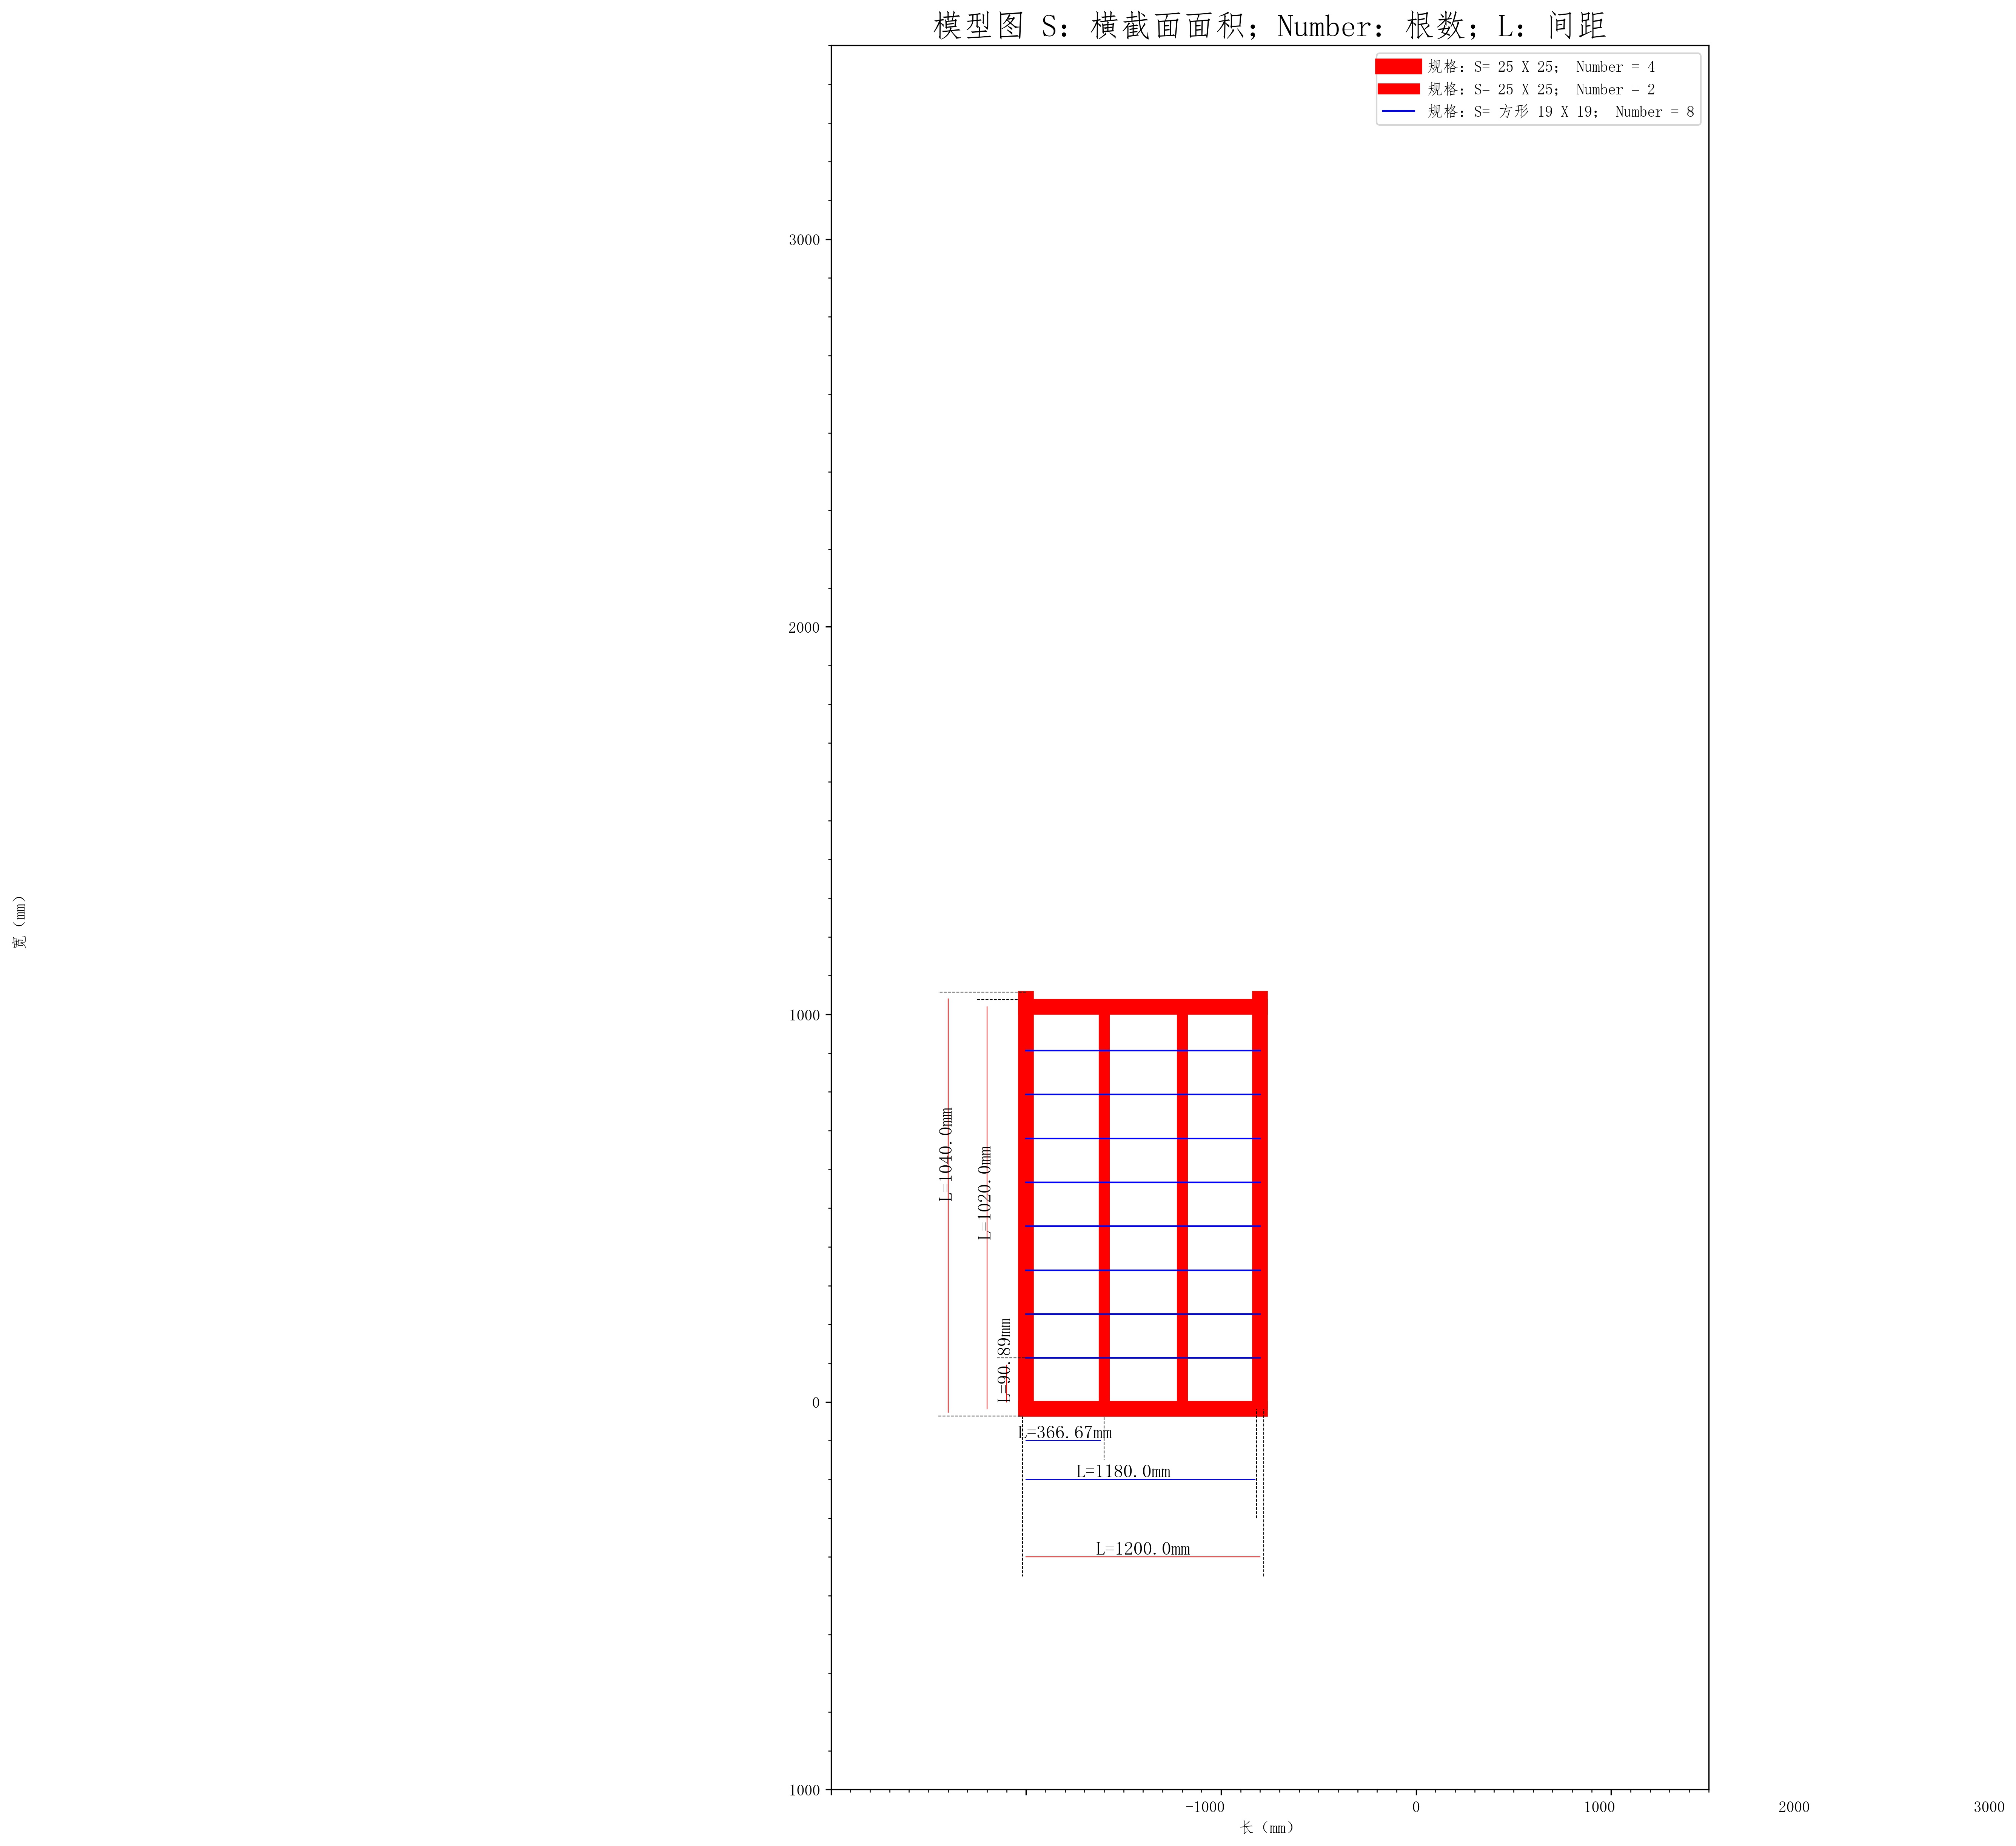 模型图 S: 横截面面积; Number: 根数; L: 间距
规格: S= 25 X 25; Number = 4
规格: S= 25 X 25; Number = 2
规格: S= 方形 19 X 19; Number = 8
3000
2000
1000
0
-1000
宽 (mm)
L=1040.0mm
L=1020.0mm
L=90.89mm
L=366.67mm
L=1180.0mm
L=1200.0mm
-1000 0 1000 2000 3000
长 (mm)